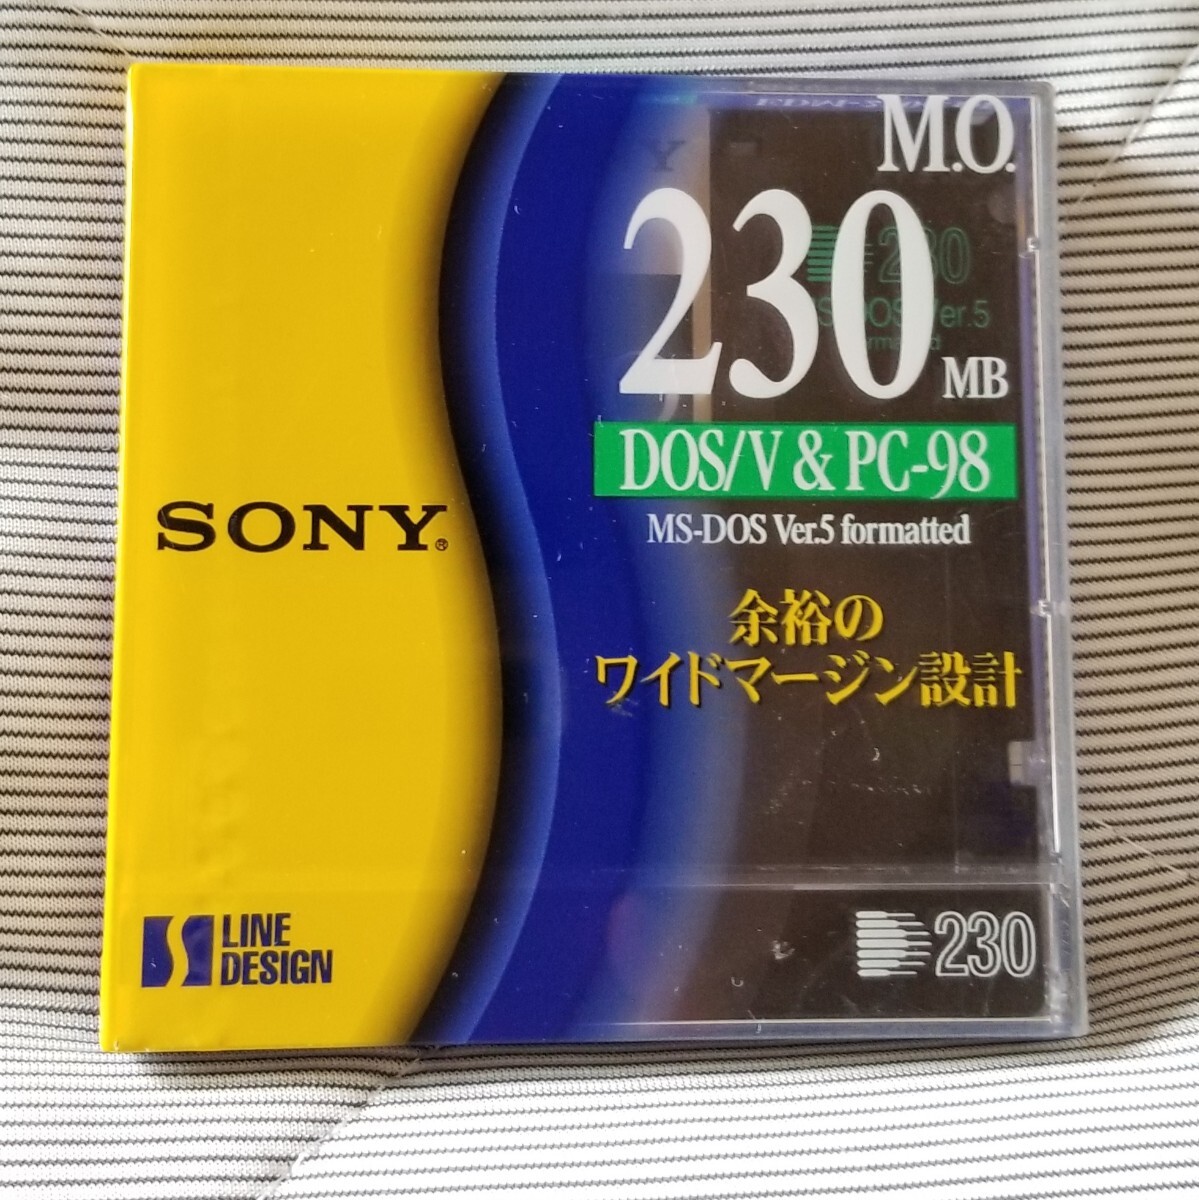 M.O.
230
MB
DOS/V & PC-98
MS-DOS Ver.5 formatted
余裕の
ワイドマージン設計
SONY®
S LINE
DESIGN
230